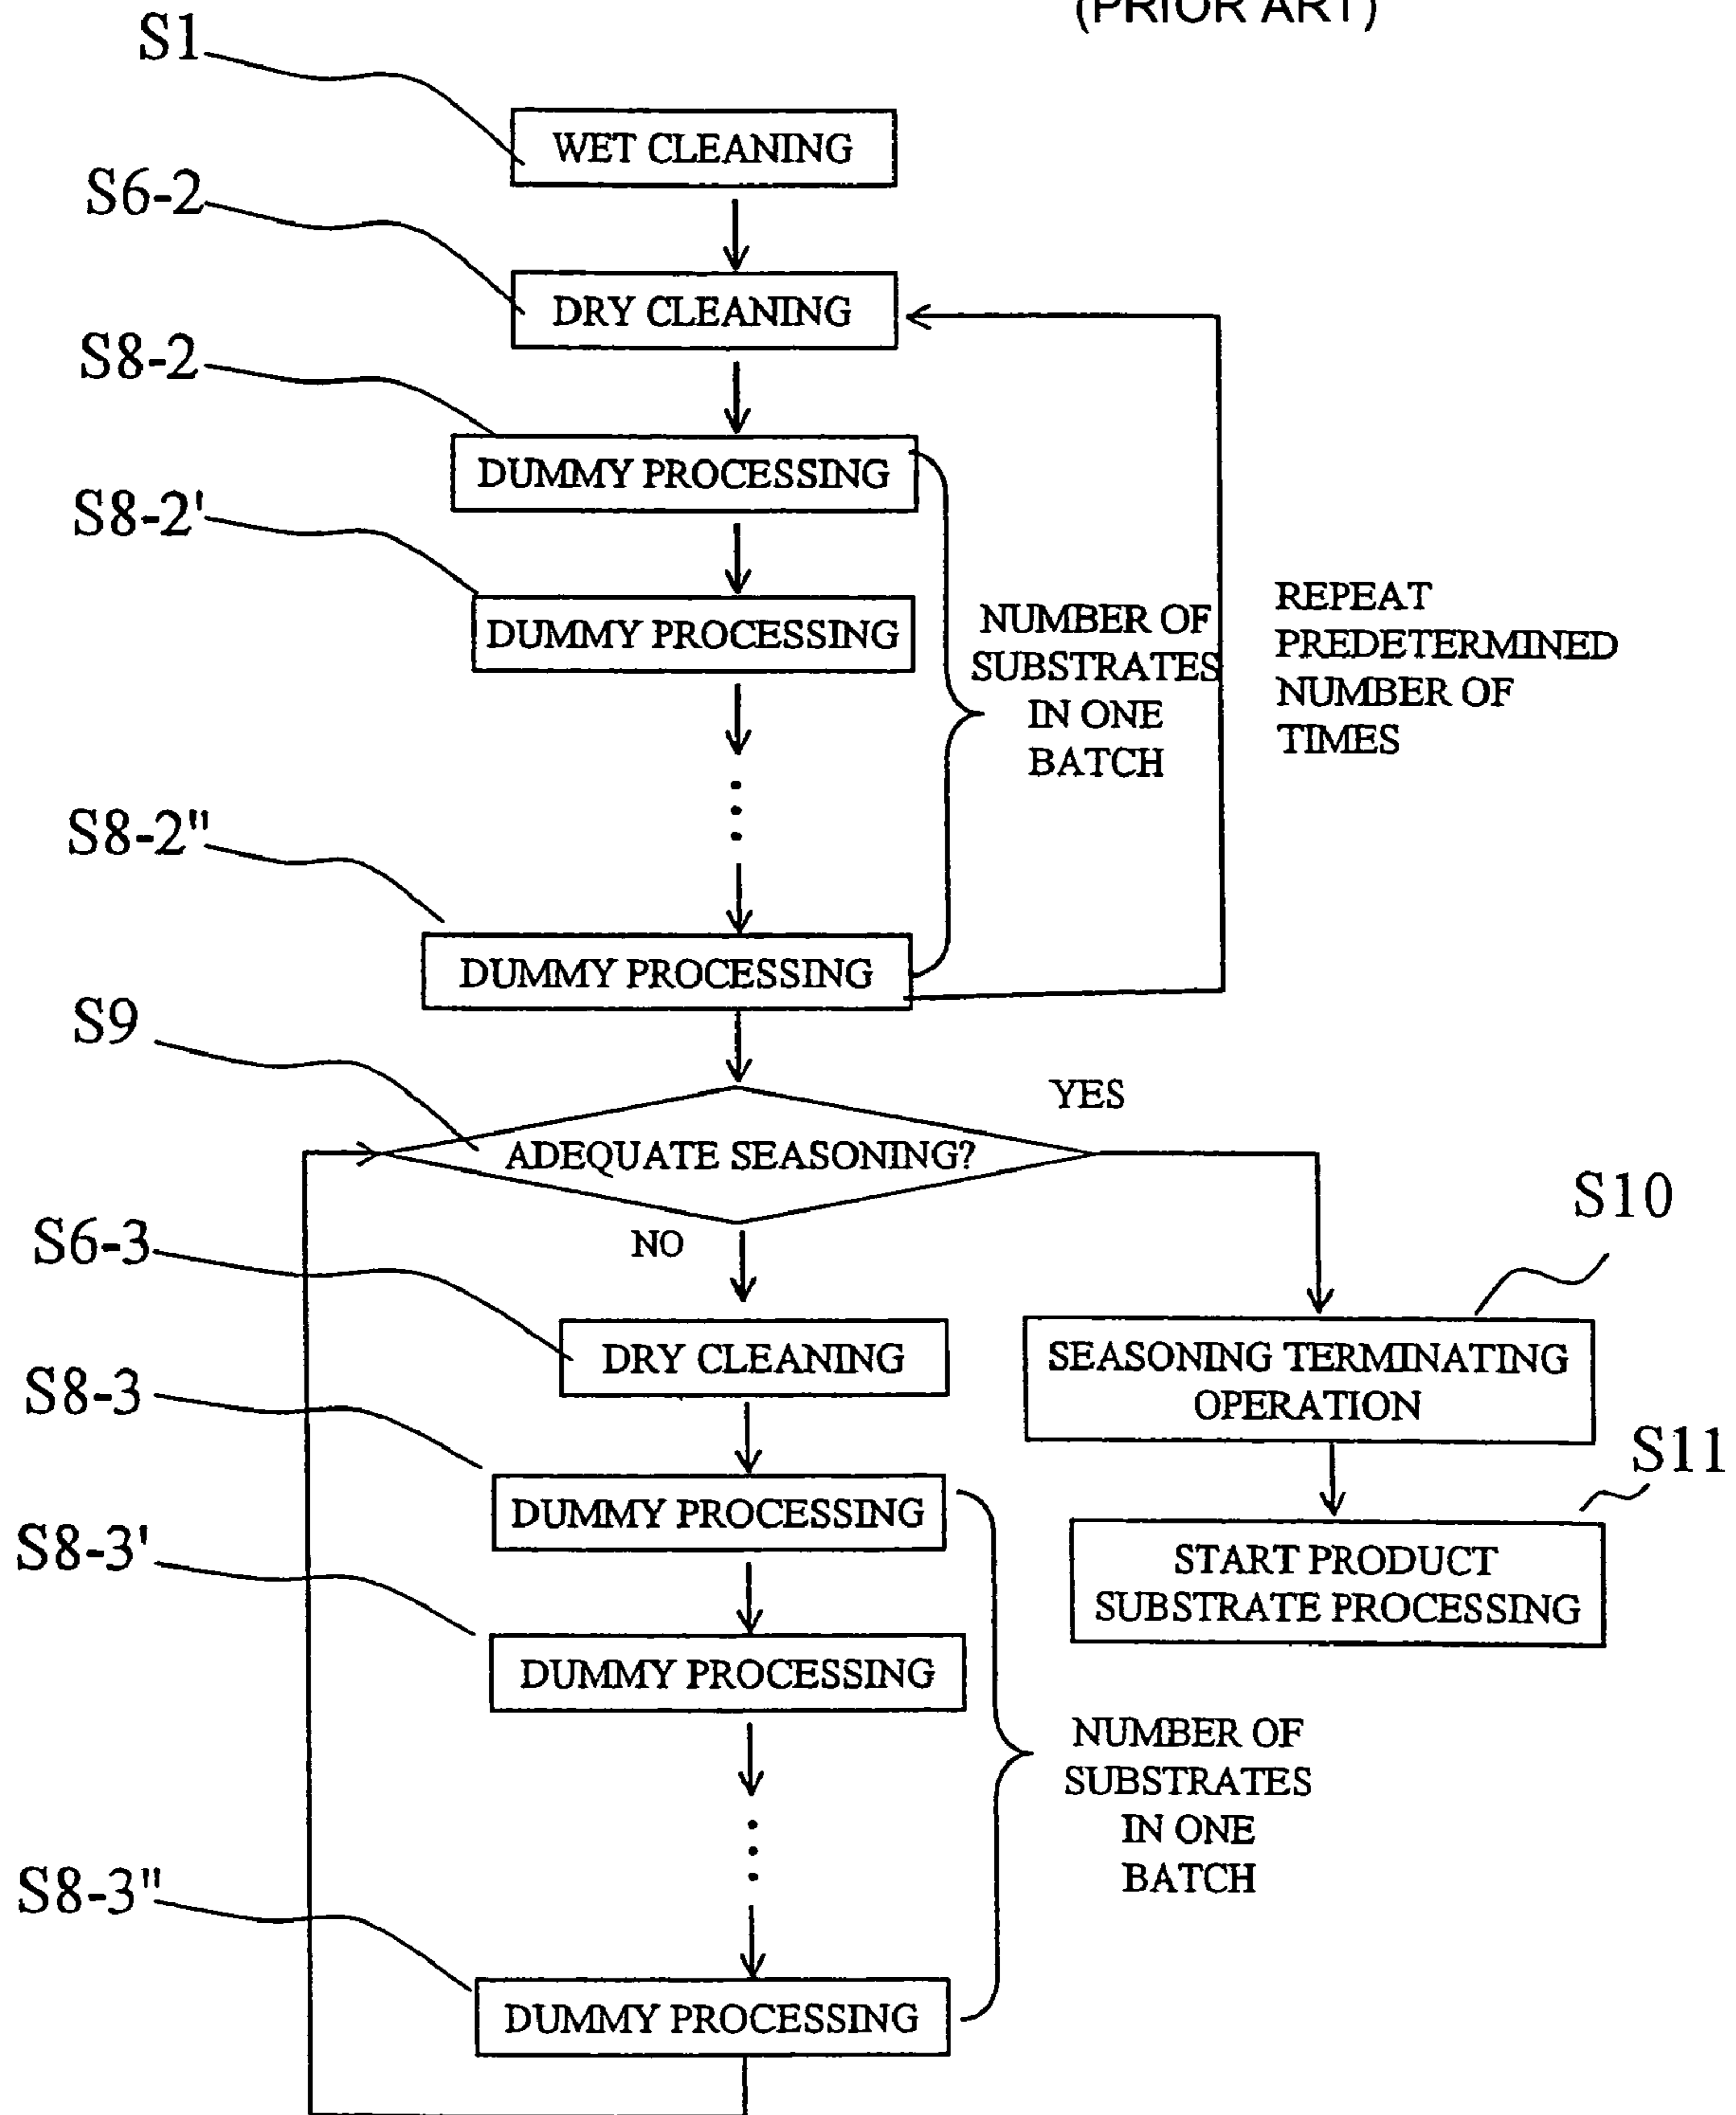 (PRIOR ART)
S1
WET CLEANING
S6-2
DRY CLEANING
S8-2
DUMMY PROCESSING
S8-2'
DUMMY PROCESSING
NUMBER OF
SUBSTRATES
IN ONE
BATCH
REPEAT
PREDETERMINED
NUMBER OF
TIMES
S8-2"
DUMMY PROCESSING
S9
YES
ADEQUATE SEASONING?
NO
S10
SEASONING TERMINATING
OPERATION
S11
START PRODUCT
SUBSTRATE PROCESSING
S6-3
DRY CLEANING
S8-3
DUMMY PROCESSING
S8-3'
DUMMY PROCESSING
NUMBER OF
SUBSTRATES
IN ONE
BATCH
S8-3"
DUMMY PROCESSING